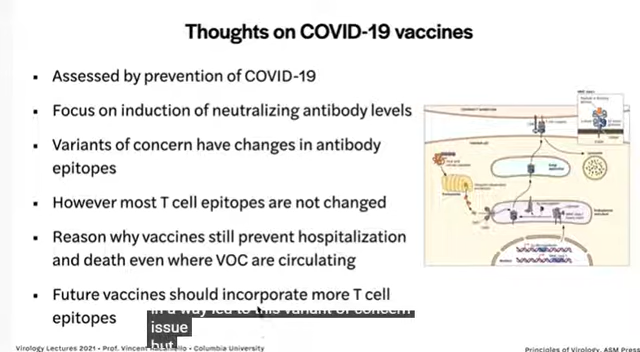 Thoughts on COVID-19 vaccines
Assessed by prevention of COVID-19
Focus on induction of neutralizing antibody levels
Variants of concern have changes in antibody
epitopes
However most T cell epitopes are not changed
Reason why vaccines still prevent hospitalization
and death even where VOC are circulating
Future vaccines should incorporate more T cell
epitopes
in a way led to this variant of concern
issue
but
Virology Lectures 2021 • Prof. Vincent • Columbia University
Principles of Virology, ASM Press